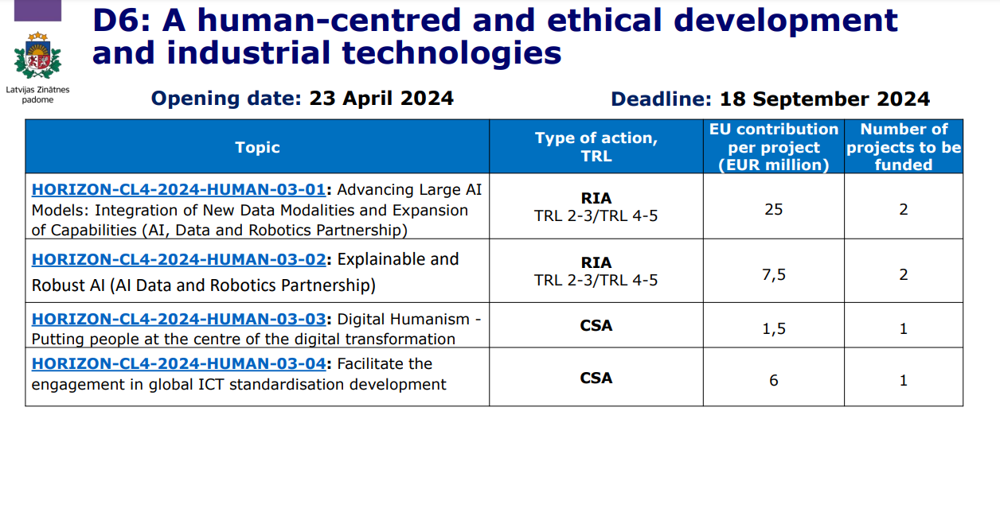 D6: A human-centred and ethical development
and industrial technologies
Latvijas Zinātnes
padome
Opening date: 23 April 2024
Deadline: 18 September 2024
Topic
Type of action,
TRL
EU contribution
per project
(EUR million)
Number of
projects to be
funded
HORIZON-CL4-2024-HUMAN-03-01: Advancing Large AI
Models: Integration of New Data Modalities and Expansion
of Capabilities (AI, Data and Robotics Partnership)
RIA
TRL 2-3/TRL 4-5
25
2
HORIZON-CL4-2024-HUMAN-03-02: Explainable and
Robust AI (AI Data and Robotics Partnership)
RIA
TRL 2-3/TRL 4-5
7,5
2
HORIZON-CL4-2024-HUMAN-03-03: Digital Humanism -
Putting people at the centre of the digital transformation
CSA
1,5
1
HORIZON-CL4-2024-HUMAN-03-04: Facilitate the
engagement in global ICT standardisation development
CSA
6
1